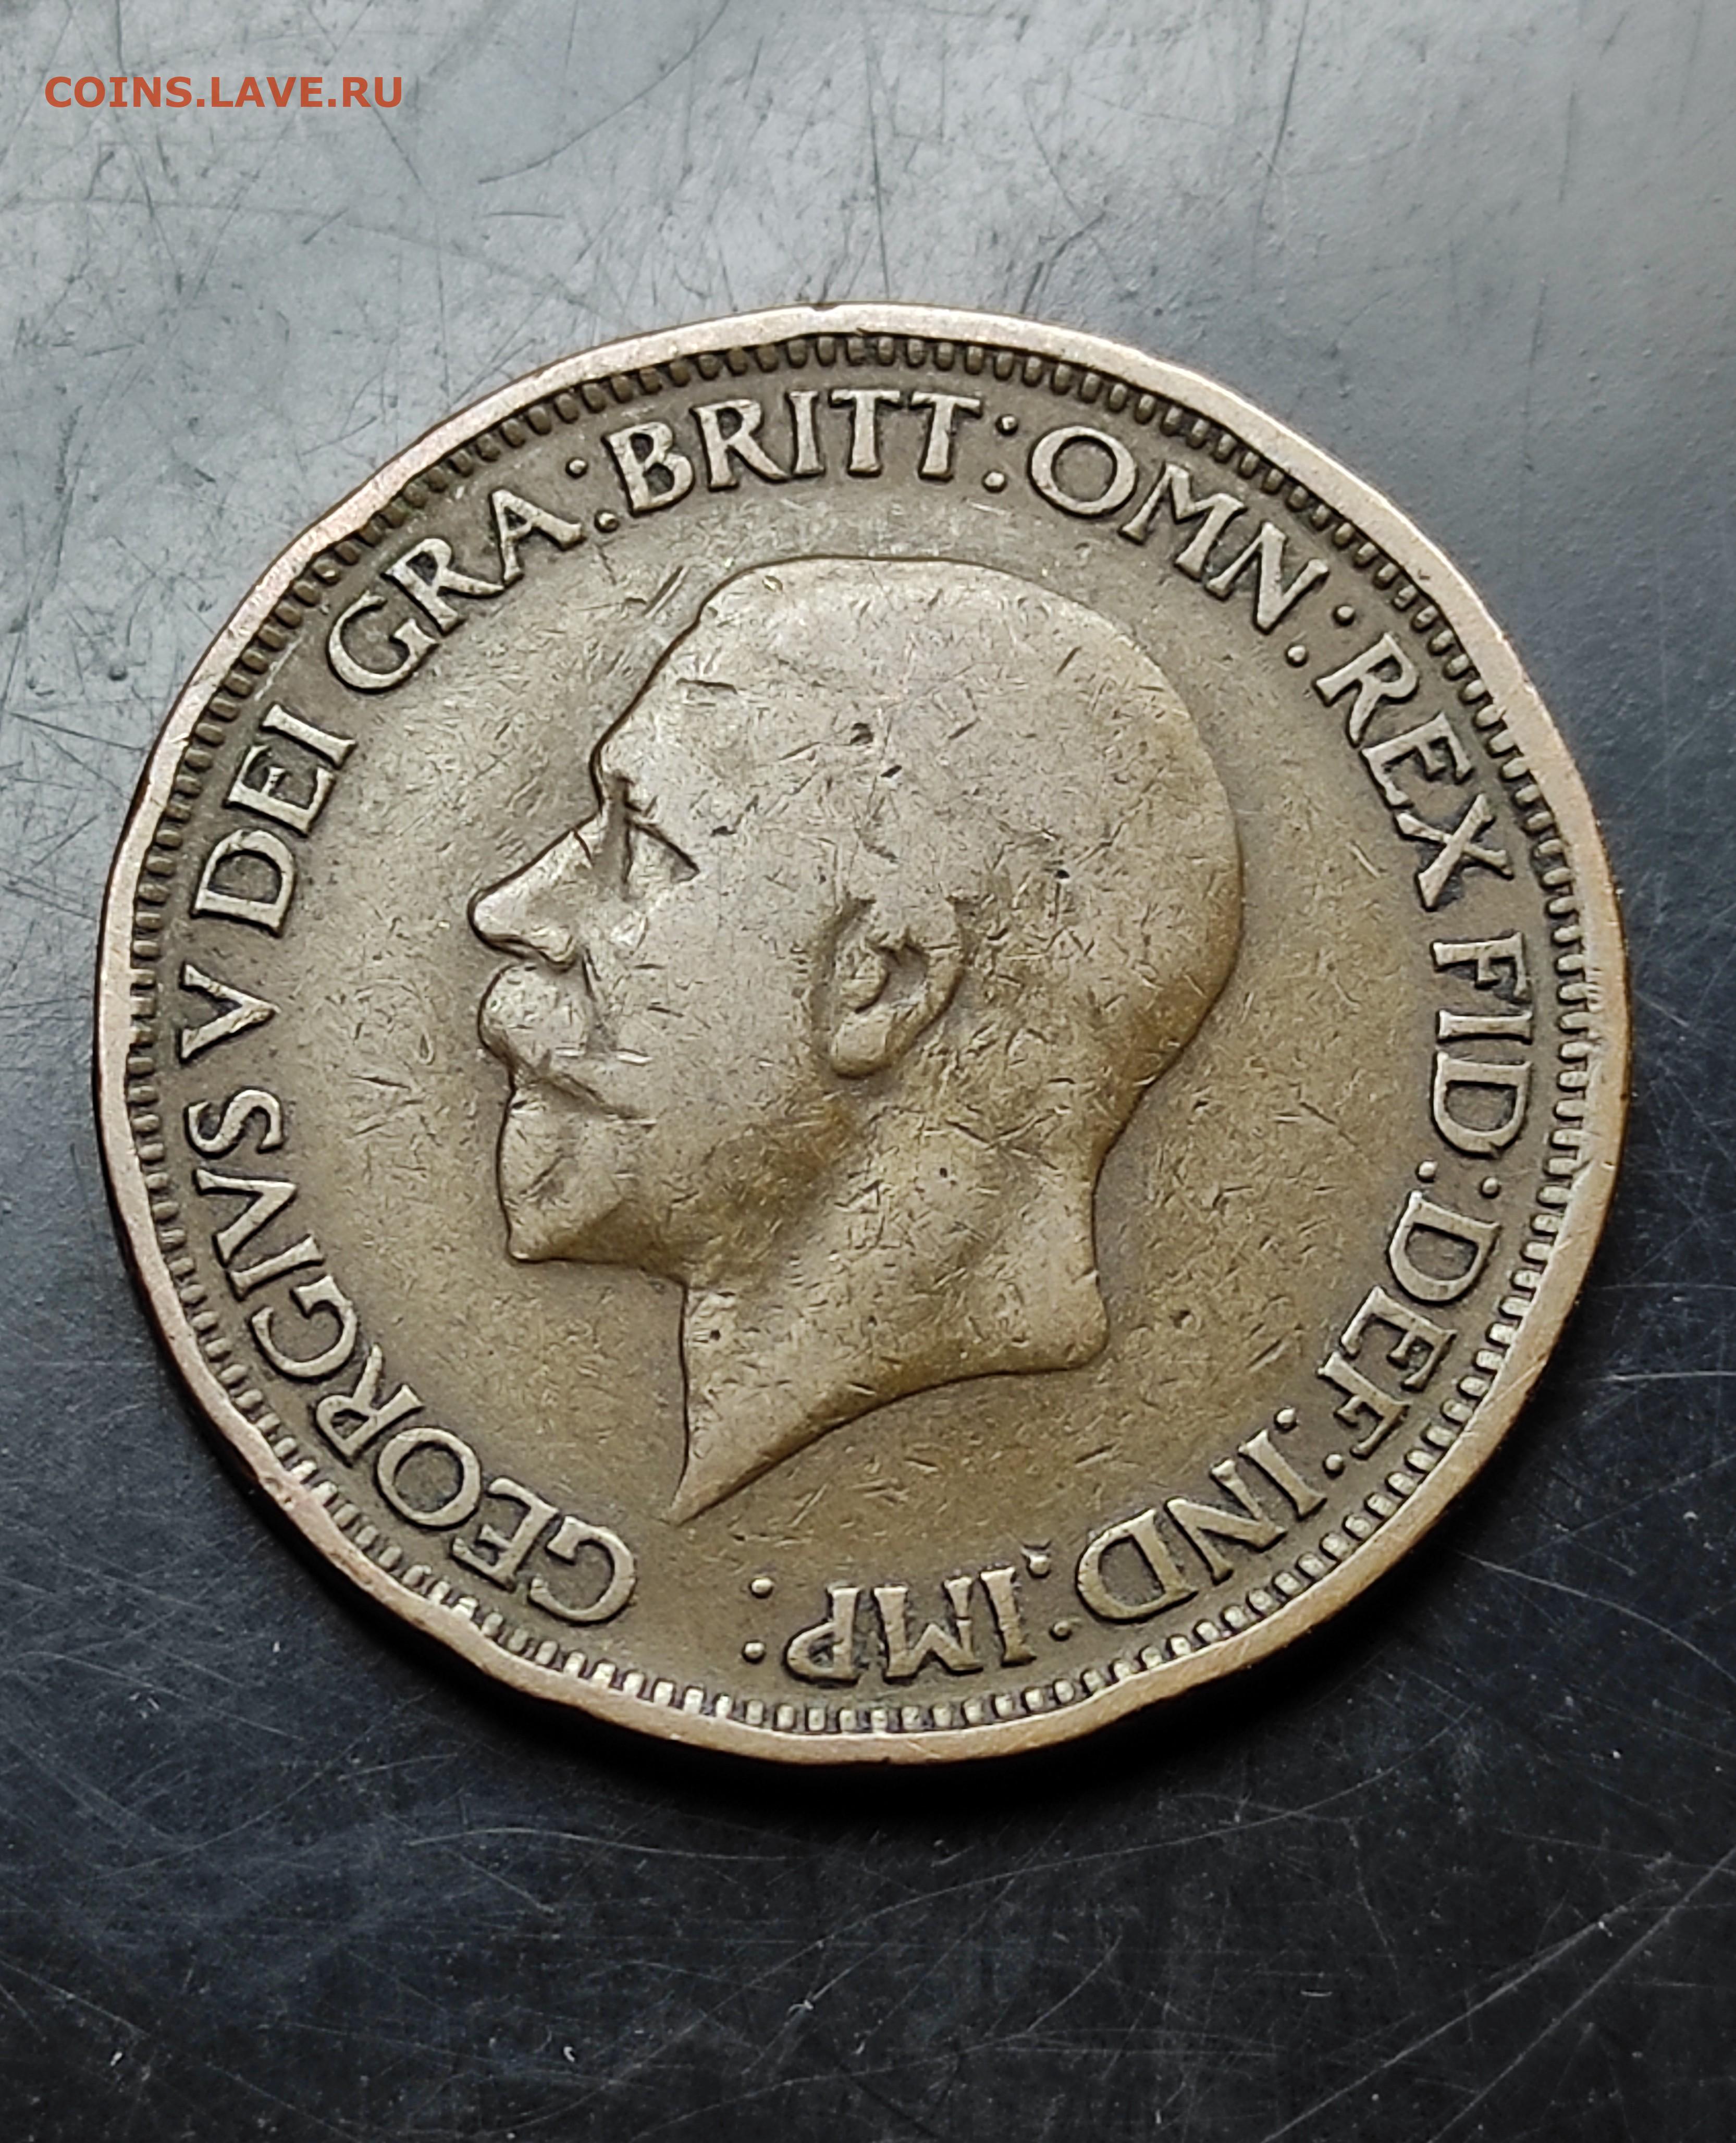 COINS.LAVE.RU
GEORGIVS V DEI GRA: BRITT: OMN: REX FID: DEF: IND: IMP: